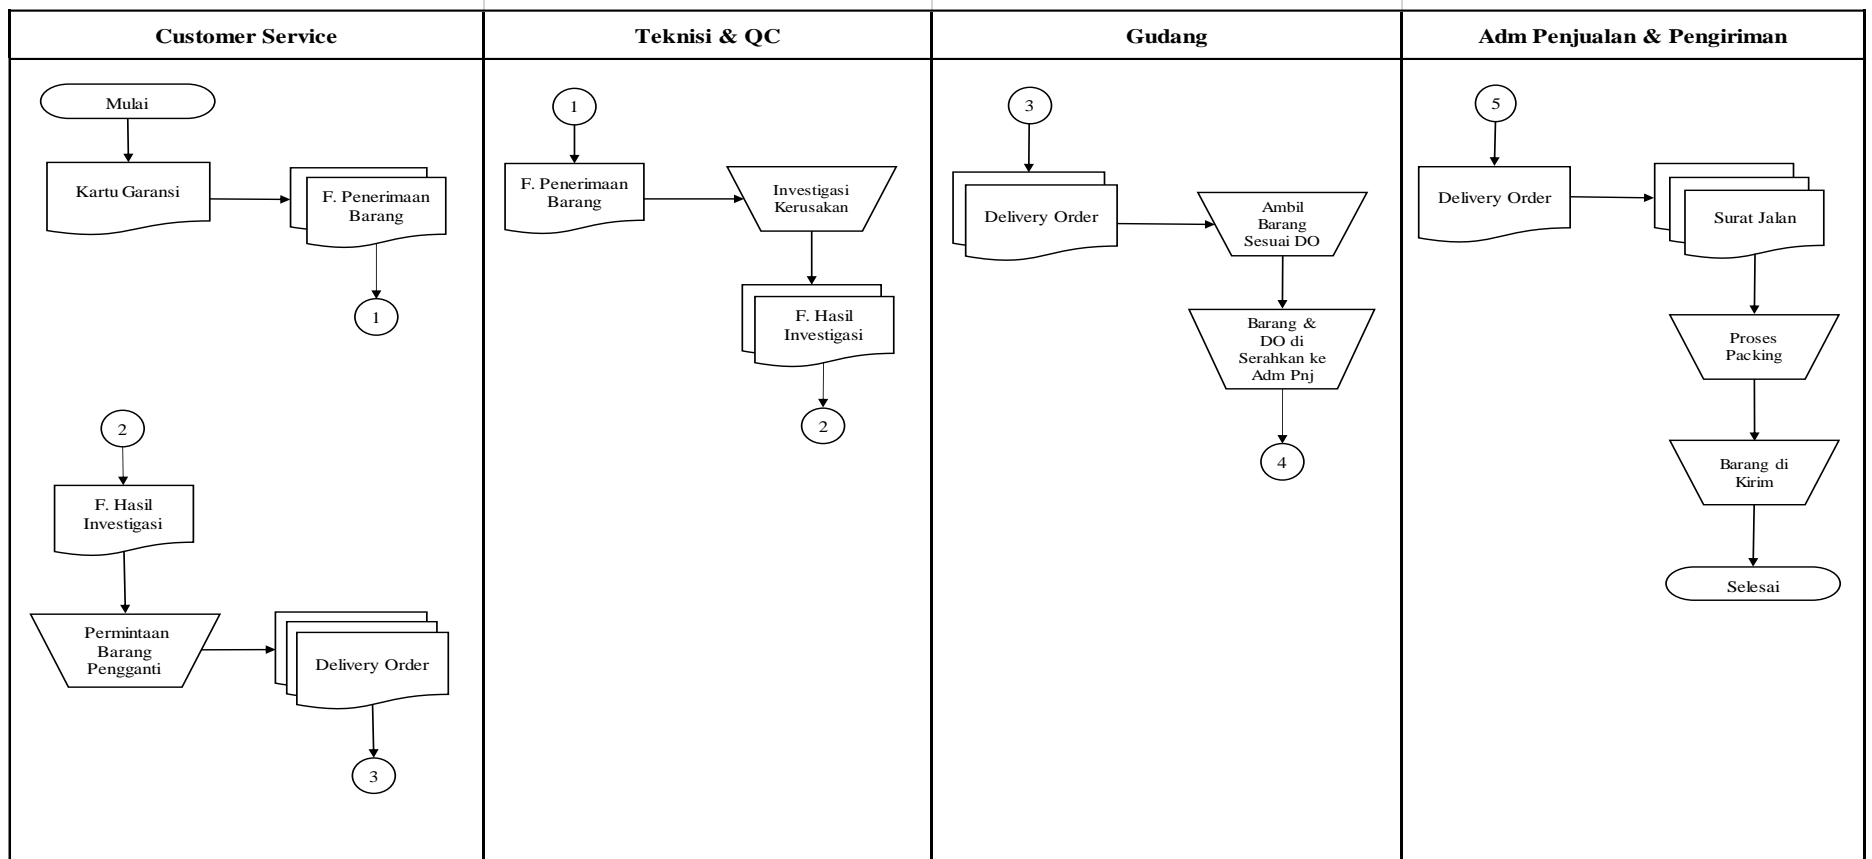 Customer Service
Teknisi & QC
Gudang
Adm Penjualan & Pengiriman
Mulai
Kartu Garansi
F. Penerimaan
Barang
1
2
F. Hasil
Investigasi
Permintaan
Barang
Pengganti
Delivery Order
3
1
F. Penerimaan
Barang
Investigasi
Kerusakan
F. Hasil
Investigasi
2
3
Delivery Order
Ambil
Barang
Sesuai DO
Barang &
DO di
Serahkan ke
Adm Pnj
4
5
Delivery Order
Surat Jalan
Proses
Packing
Barang di
Kirim
Selesai